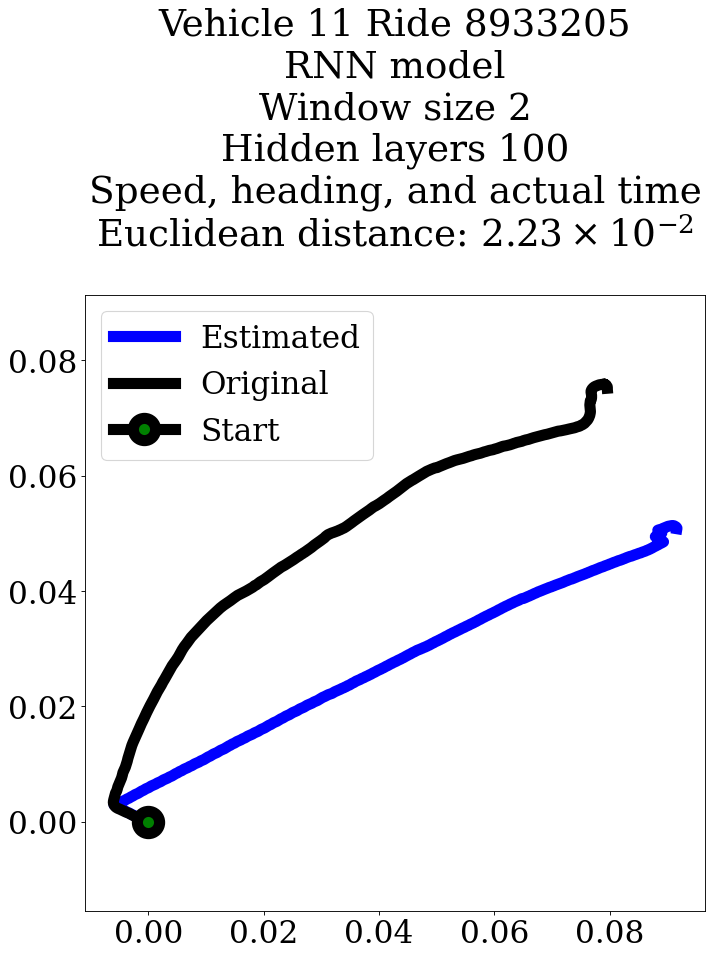 Vehicle 11 Ride 8933205
RNN model
Window size 2
Hidden layers 100
Speed, heading, and actual time
Euclidean distance: 2.23 × 10⁻²
Estimated
Original
Start
0.08
0.06
0.04
0.02
0.00
0.00 0.02 0.04 0.06 0.08